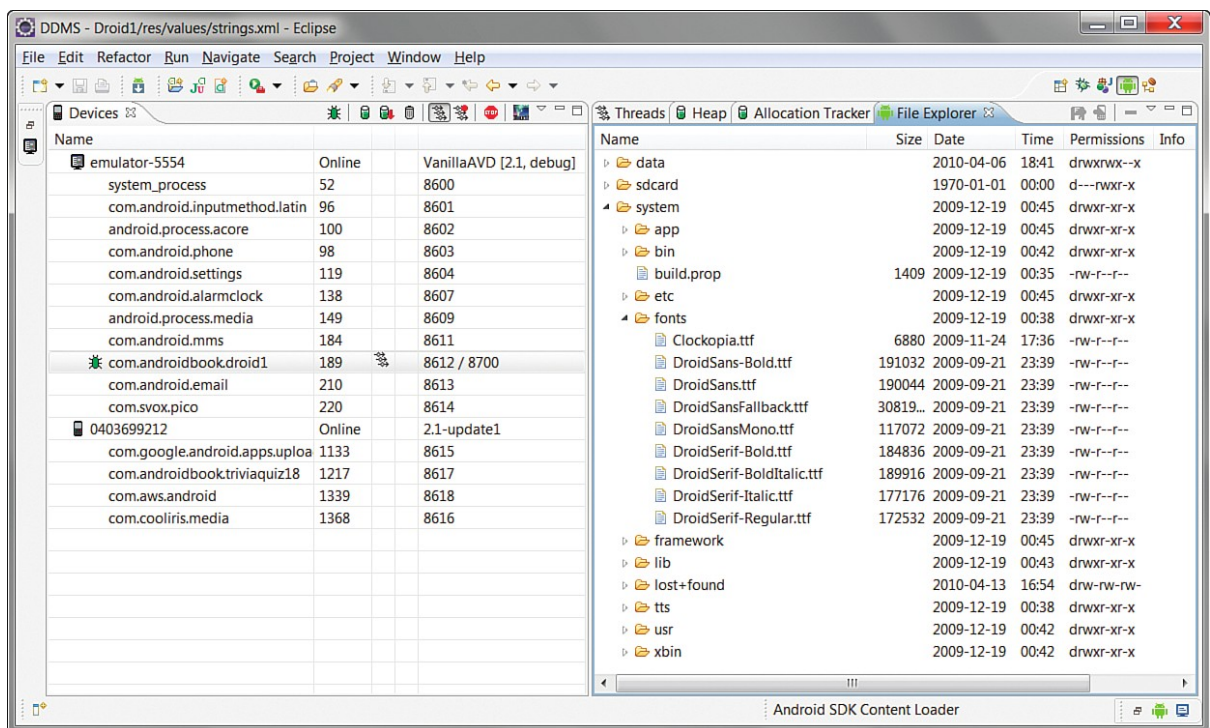 DDMS - Droid1/res/values/strings.xml - Eclipse
File Edit Refactor Run Navigate Search Project Window Help
Devices
Name
emulator-5554 Online VanillaAVD [2.1, debug]
system_process 52 8600
com.android.inputmethod.latin 96 8601
android.process.acore 100 8602
com.android.phone 98 8603
com.android.settings 119 8604
com.android.alarmclock 138 8607
android.process.media 149 8609
com.android.mms 184 8611
com.androidbook.droid1 189 8612 / 8700
com.android.email 210 8613
com.svox.pico 220 8614
0403699212 Online 2.1-update1
com.google.android.apps.uploa 1133 8615
com.androidbook.triviaquiz18 1217 8617
com.aws.android 1339 8618
com.cooliris.media 1368 8616
Threads Heap Allocation Tracker File Explorer
Name Size Date Time Permissions Info
data 2010-04-06 18:41 drwxrwx--x
sdcard 1970-01-01 00:00 d---rwxr-x
system 2009-12-19 00:45 drwxr-xr-x
app 2009-12-19 00:45 drwxr-xr-x
bin 2009-12-19 00:42 drwxr-xr-x
build.prop 1409 2009-12-19 00:35 -rw-r--r--
etc 2009-12-19 00:45 drwxr-xr-x
fonts 2009-12-19 00:38 drwxr-xr-x
Clockopia.ttf 6880 2009-11-24 17:36 -rw-r--r--
DroidSans-Bold.ttf 191032 2009-09-21 23:39 -rw-r--r--
DroidSans.ttf 190044 2009-09-21 23:39 -rw-r--r--
DroidSansFallback.ttf 30819... 2009-09-21 23:39 -rw-r--r--
DroidSansMono.ttf 117072 2009-09-21 23:39 -rw-r--r--
DroidSerif-Bold.ttf 184836 2009-09-21 23:39 -rw-r--r--
DroidSerif-BoldItalic.ttf 189916 2009-09-21 23:39 -rw-r--r--
DroidSerif-Italic.ttf 177176 2009-09-21 23:39 -rw-r--r--
DroidSerif-Regular.ttf 172532 2009-09-21 23:39 -rw-r--r--
framework 2009-12-19 00:45 drwxr-xr-x
lib 2009-12-19 00:43 drwxr-xr-x
lost+found 2010-04-13 16:54 drw-rw-rw-
tts 2009-12-19 00:38 drwxr-xr-x
usr 2009-12-19 00:42 drwxr-xr-x
xbin 2009-12-19 00:42 drwxr-xr-x
Android SDK Content Loader